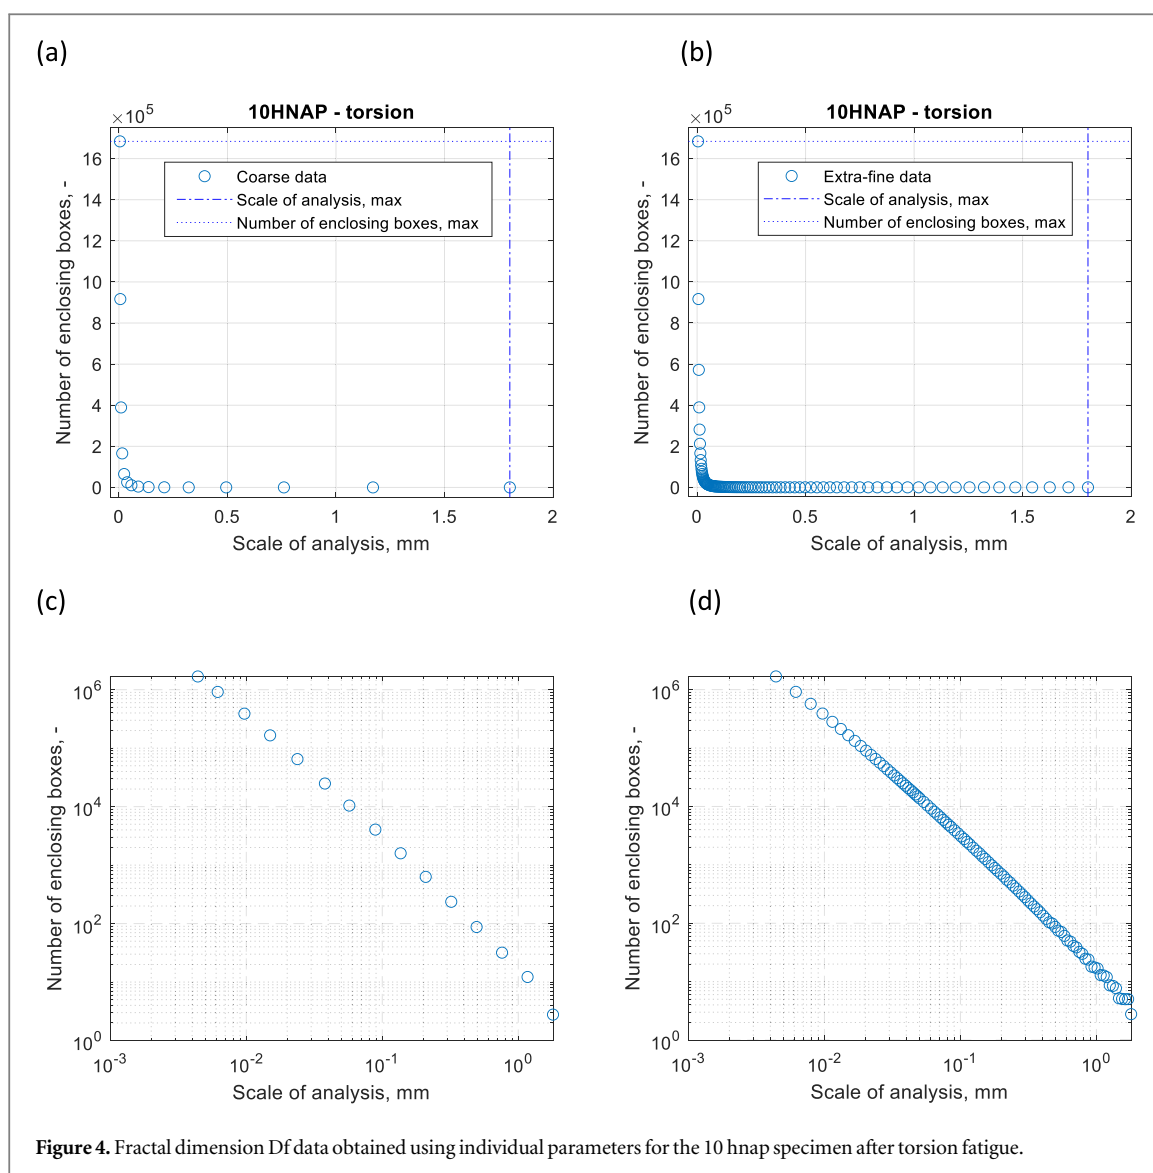 (a)
10HNAP - torsion
×10^5
16
14
12
10
8
6
4
2
0
Number of enclosing boxes, -
Coarse data
Scale of analysis, max
Number of enclosing boxes, max
0
0.5
1
1.5
2
Scale of analysis, mm
(b)
10HNAP - torsion
×10^5
16
14
12
10
8
6
4
2
0
Number of enclosing boxes, -
Extra-fine data
Scale of analysis, max
Number of enclosing boxes, max
0
0.5
1
1.5
2
Scale of analysis, mm
(c)
10^6
10^4
10^2
10^0
Number of enclosing boxes, -
10^-3
10^-2
10^-1
10^0
Scale of analysis, mm
(d)
10^6
10^4
10^2
10^0
Number of enclosing boxes, -
10^-3
10^-2
10^-1
10^0
Scale of analysis, mm
Figure 4. Fractal dimension Df data obtained using individual parameters for the 10 hnap specimen after torsion fatigue.